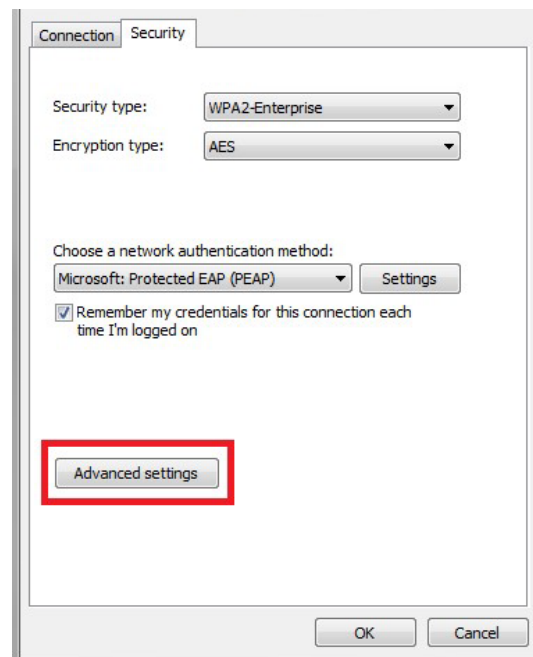 Connection Security
Security type: WPA2-Enterprise
Encryption type: AES
Choose a network authentication method:
Microsoft: Protected EAP (PEAP) Settings
Remember my credentials for this connection each
time I'm logged on
Advanced settings
OK Cancel